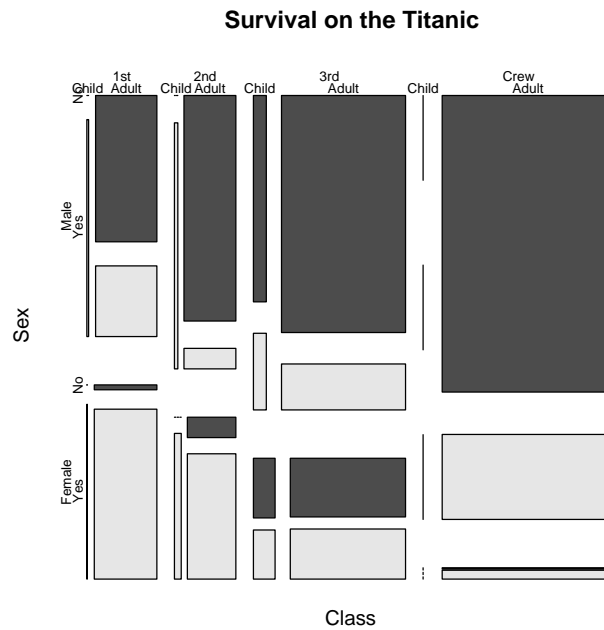 Survival on the Titanic
1st 2nd 3rd Crew
Child Adult Child Adult Child Adult Child Adult
No
Male
Yes
Sex
No
Female
Yes
Class